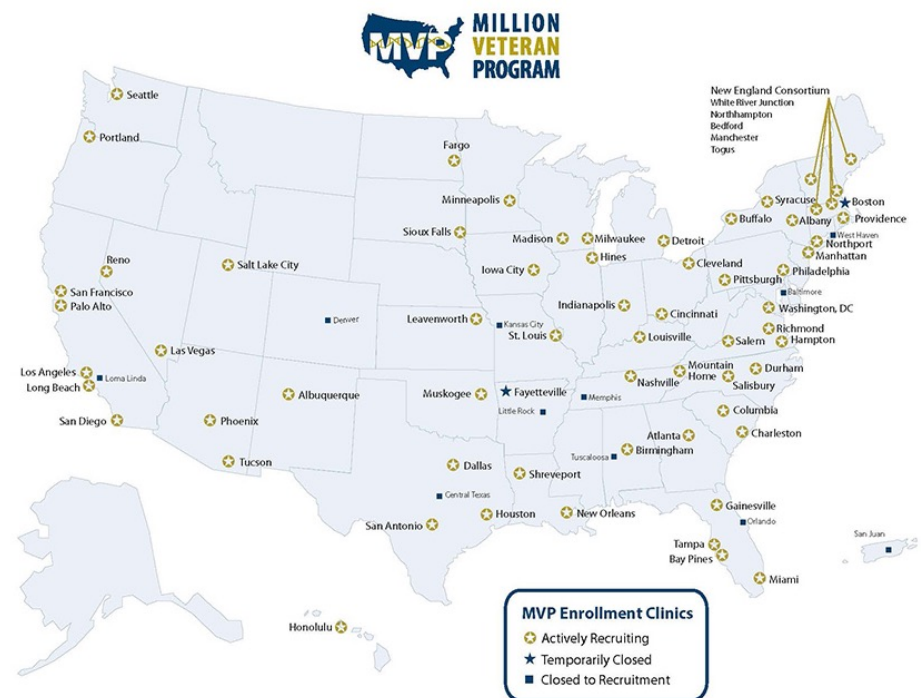 MVP
MILLION
VETERAN
PROGRAM
New England Consortium
White River Junction
Northhampton
Bedford
Manchester
Togus
Seattle
Portland
Fargo
Minneapolis
Syracuse
Boston
Buffalo
Albany
Providence
Sioux Falls
Madison
Milwaukee
Detroit
West Haven
Northport
Manhattan
Reno
Salt Lake City
Iowa City
Hines
Cleveland
Philadelphia
Pittsburgh
San Francisco
Palo Alto
Baltimore
Indianapolis
Cincinnati
Washington, DC
Denver
Leavenworth
Kansas City
St. Louis
Louisville
Richmond
Salem
Hampton
Las Vegas
Los Angeles
Loma Linda
Long Beach
Mountain
Home
Durham
Nashville
Salisbury
Albuquerque
Muskogee
Fayetteville
Memphis
Little Rock
Columbia
San Diego
Phoenix
Atlanta
Charleston
Birmingham
Tuscaloosa
Tucson
Dallas
Shreveport
Central Texas
Gainesville
Houston
New Orleans
San Antonio
Orlando
San Juan
Tampa
Bay Pines
Miami
Honolulu
MVP Enrollment Clinics
Actively Recruiting
Temporarily Closed
Closed to Recruitment